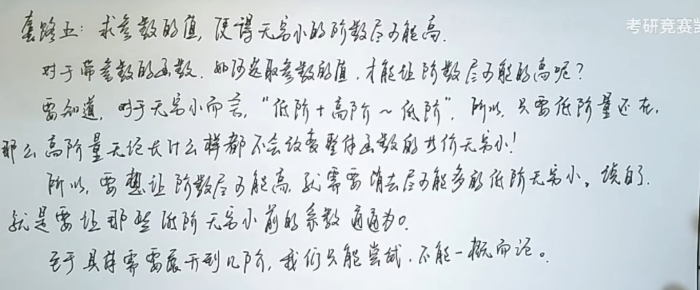 考研竞赛凯
套路五：求参数的值，使得无穷小的阶数尽可能高.
对于带参数的函数，如何选取参数的值，才能让阶数尽可能的高呢？
要知道，对于无穷小而言，“低阶+高阶～低阶”，所以，只要低阶量还在，
那么高阶量无论长什么样都不会改变整体函数的等价无穷小！
所以，要想让阶数尽可能高，就需要消去尽可能多的低阶无穷小。说白了，
就是要让那些低阶无穷小前的系数通通为0.
至于具体需要展开到几阶，我们只能尝试，不能一概而论。